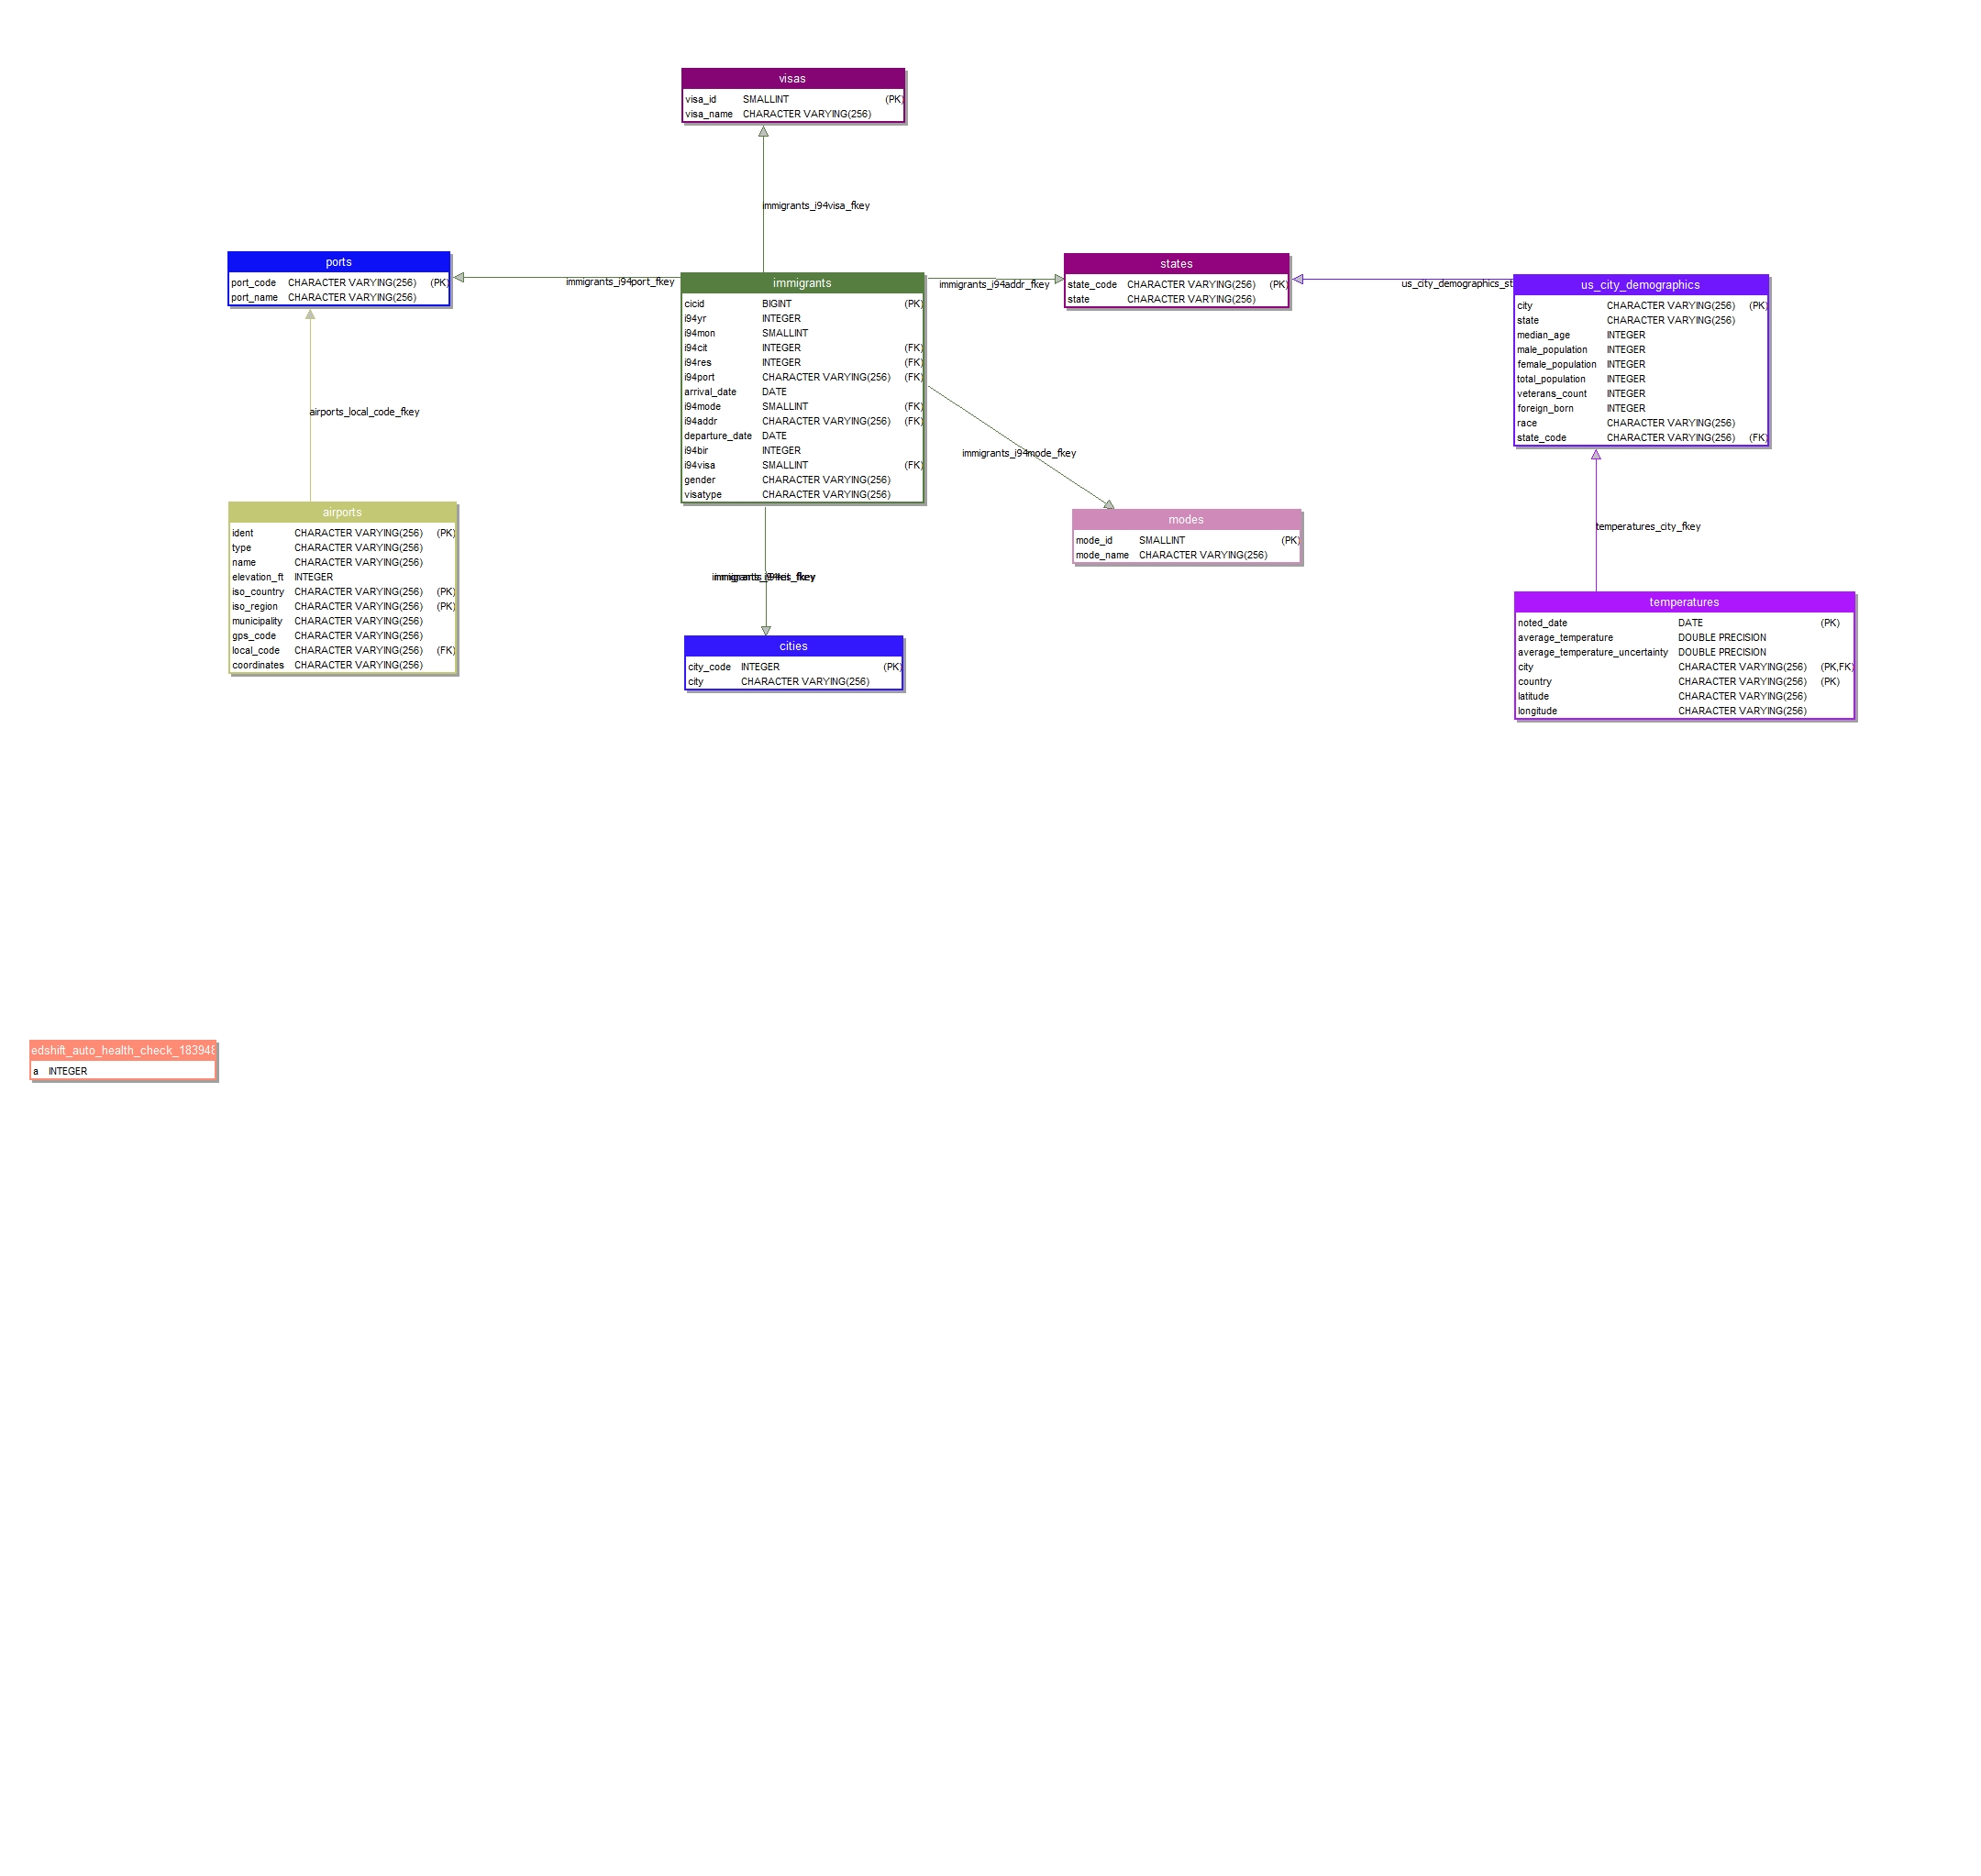 visas
visa_id SMALLINT (PK)
visa_name CHARACTER VARYING(256)
immigrants_i94visa_fkey
ports
port_code CHARACTER VARYING(256) (PK)
port_name CHARACTER VARYING(256)
immigrants_i94port_fkey
immigrants
cicid BIGINT (PK)
i94yr INTEGER
i94mon SMALLINT
i94cit INTEGER (FK)
i94res INTEGER (FK)
i94port CHARACTER VARYING(256) (FK)
arrival_date DATE
i94mode SMALLINT (FK)
i94addr CHARACTER VARYING(256) (FK)
departure_date DATE
i94bir INTEGER
i94visa SMALLINT (FK)
gender CHARACTER VARYING(256)
visatype CHARACTER VARYING(256)
immigrants_i94addr_fkey
states
state_code CHARACTER VARYING(256) (PK)
state CHARACTER VARYING(256)
us_city_demographics_st
us_city_demographics
city CHARACTER VARYING(256) (PK)
state CHARACTER VARYING(256)
median_age INTEGER
male_population INTEGER
female_population INTEGER
total_population INTEGER
veterans_count INTEGER
foreign_born INTEGER
race CHARACTER VARYING(256)
state_code CHARACTER VARYING(256) (FK)
airports_local_code_fkey
immigrants_i94mode_fkey
airports
ident CHARACTER VARYING(256) (PK)
type CHARACTER VARYING(256)
name CHARACTER VARYING(256)
elevation_ft INTEGER
iso_country CHARACTER VARYING(256) (PK)
iso_region CHARACTER VARYING(256) (PK)
municipality CHARACTER VARYING(256)
gps_code CHARACTER VARYING(256)
local_code CHARACTER VARYING(256) (FK)
coordinates CHARACTER VARYING(256)
modes
mode_id SMALLINT (PK)
mode_name CHARACTER VARYING(256)
temperatures_city_fkey
cities
city_code INTEGER (PK)
city CHARACTER VARYING(256)
temperatures
noted_date DATE (PK)
average_temperature DOUBLE PRECISION
average_temperature_uncertainty DOUBLE PRECISION
city CHARACTER VARYING(256) (PK,FK)
country CHARACTER VARYING(256) (PK)
latitude CHARACTER VARYING(256)
longitude CHARACTER VARYING(256)
edshift_auto_health_check_183948
a INTEGER